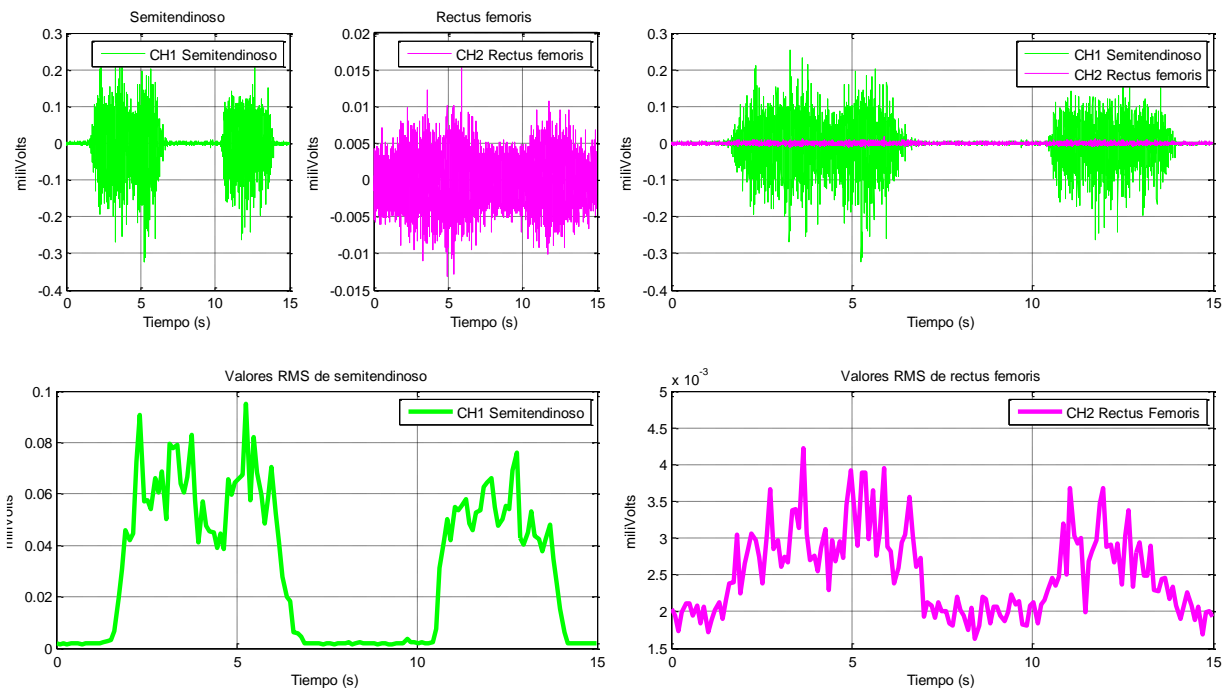 Semitendinoso
CH1 Semitendinoso
0.3
0.2
0.1
0
-0.1
-0.2
-0.3
-0.4
miliVolts
0
5
10
15
Tiempo (s)
Rectus femoris
CH2 Rectus femoris
0.02
0.015
0.01
0.005
0
-0.005
-0.01
-0.015
miliVolts
0
5
10
15
Tiempo (s)
CH1 Semitendinoso
CH2 Rectus femoris
0.3
0.2
0.1
0
-0.1
-0.2
-0.3
-0.4
miliVolts
0
5
10
15
Tiempo (s)
Valores RMS de semitendinoso
CH1 Semitendinoso
0.1
0.08
0.06
0.04
0.02
0
0
5
10
15
Tiempo (s)
Valores RMS de rectus femoris
x 10-3
CH2 Rectus Femoris
5
4.5
4
3.5
3
2.5
2
1.5
miliVolts
0
5
10
15
Tiempo (s)